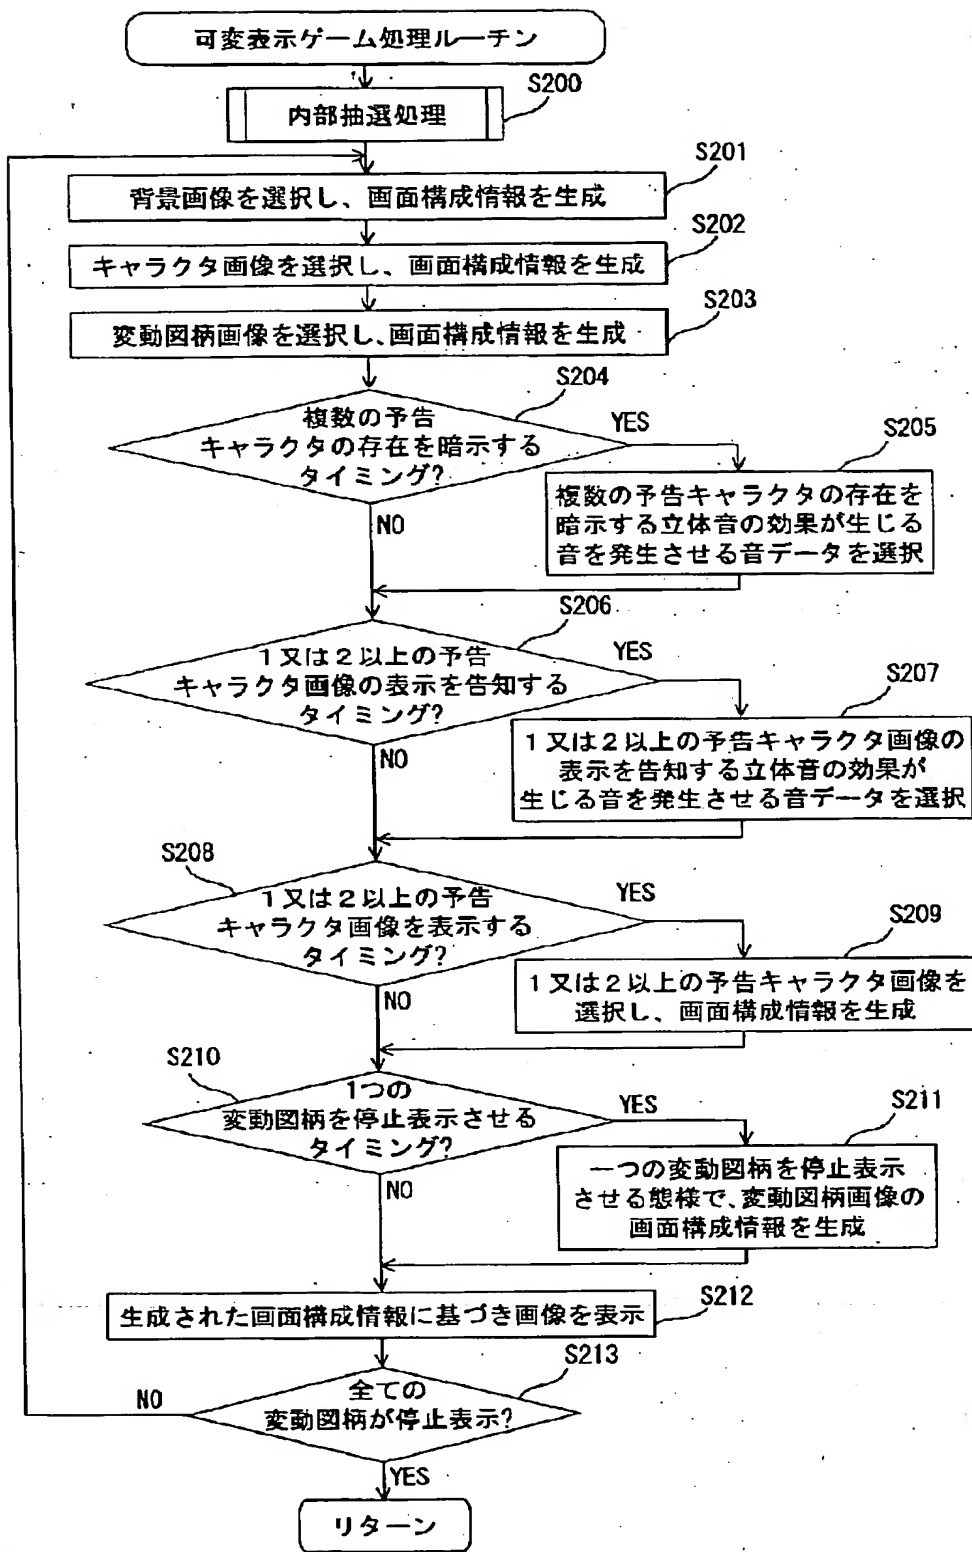 可変表示ゲーム処理ルーチン
S200
内部抽選処理
S201
背景画像を選択し、画面構成情報を生成
S202
キャラクタ画像を選択し、画面構成情報を生成
S203
変動図柄画像を選択し、画面構成情報を生成
S204
複数の予告
キャラクタの存在を暗示する
タイミング?
YES
NO
S205
複数の予告キャラクタの存在を
暗示する立体音の効果が生じる
音を発生させる音データを選択
S206
1又は2以上の予告
キャラクタ画像の表示を告知する
タイミング?
YES
NO
S207
1又は2以上の予告キャラクタ画像の
表示を告知する立体音の効果が
生じる音を発生させる音データを選択
S208
1又は2以上の予告
キャラクタ画像を表示する
タイミング?
YES
NO
S209
1又は2以上の予告キャラクタ画像を
選択し、画面構成情報を生成
S210
1つの
変動図柄を停止表示させる
タイミング?
YES
NO
S211
一つの変動図柄を停止表示
させる態様で、変動図柄画像の
画面構成情報を生成
S212
生成された画面構成情報に基づき画像を表示
S213
全ての
変動図柄が停止表示?
NO
YES
リターン